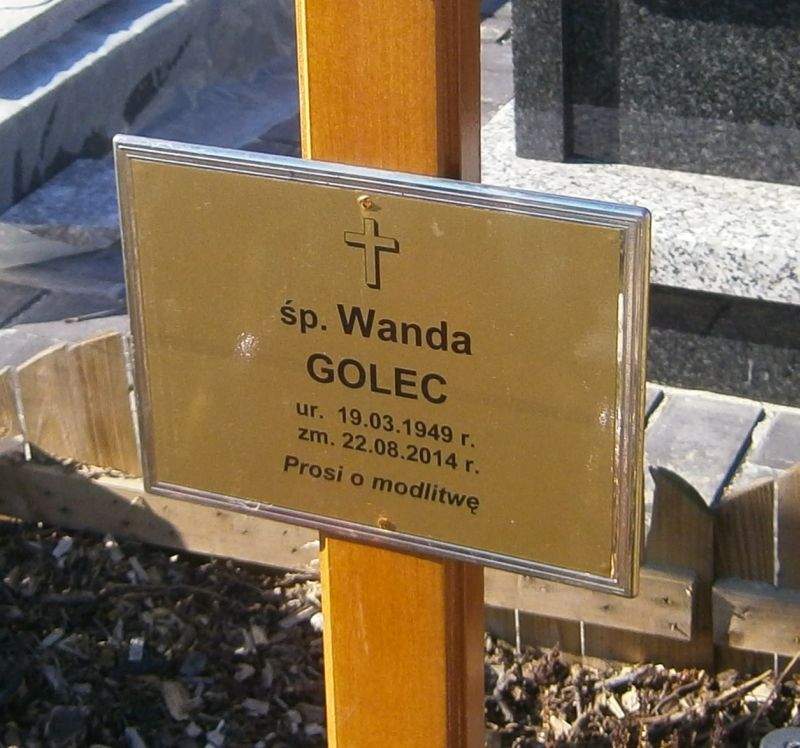 śp. Wanda
GOLEC
ur. 19.03.1949 r.
zm. 22.08.2014 r.
Prosi o modlitwę